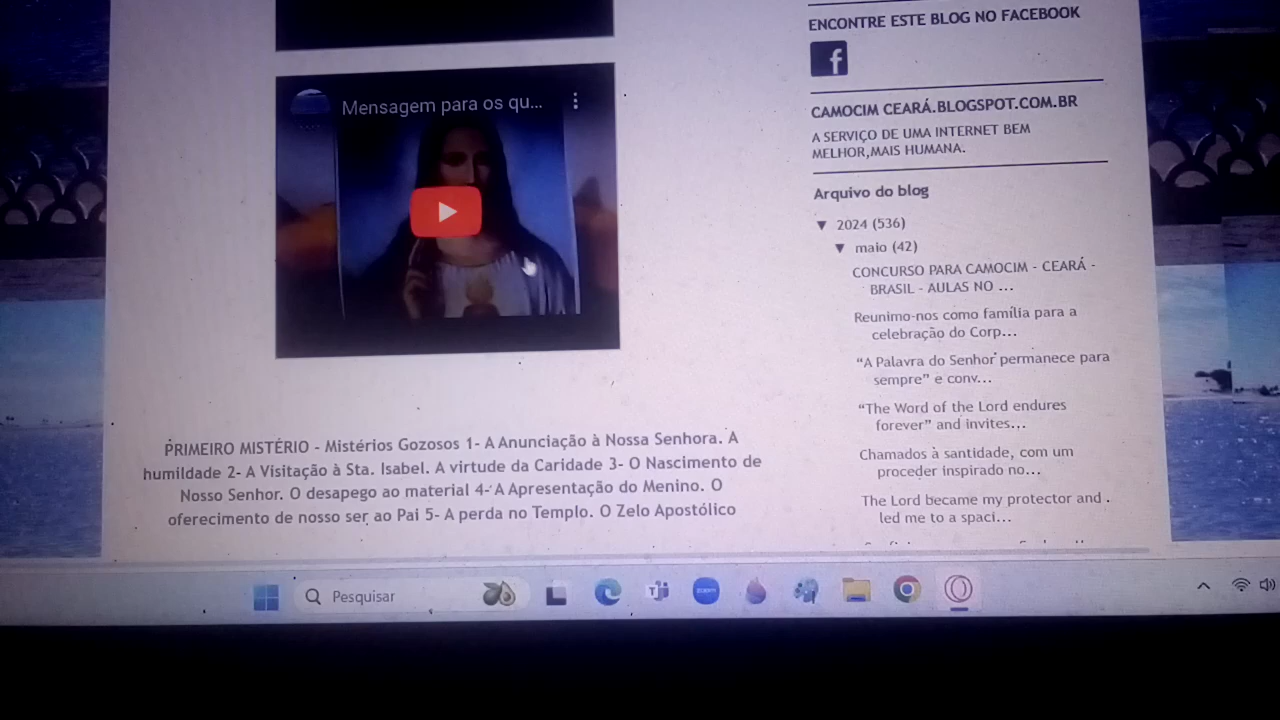 Mensagem para os qu...
PRIMEIRO MISTÉRIO - Mistérios Gozosos 1- A Anunciação à Nossa Senhora. A
humildade 2- A Visitação à Sta. Isabel. A virtude da Caridade 3- O Nascimento de
Nosso Senhor. O desapego ao material 4- A Apresentação do Menino. O
oferecimento de nosso ser ao Pai 5- A perda no Templo. O Zelo Apostólico
ENCONTRE ESTE BLOG NO FACEBOOK
f
CAMOCIM CEARÁ.BLOGSPOT.COM.BR
A SERVIÇO DE UMA INTERNET BEM
MELHOR,MAIS HUMANA.
Arquivo do blog
▼ 2024 (536)
▼ maio (42)
CONCURSO PARA CAMOCIM - CEARÁ -
BRASIL - AULAS NO ...
Reunimo-nos como família para a
celebração do Corp...
“A Palavra do Senhor permanece para
sempre” e conv...
“The Word of the Lord endures
forever” and invites...
Chamados à santidade, com um
proceder inspirado no...
The Lord became my protector and
led me to a spaci...
Pesquisar
zoom